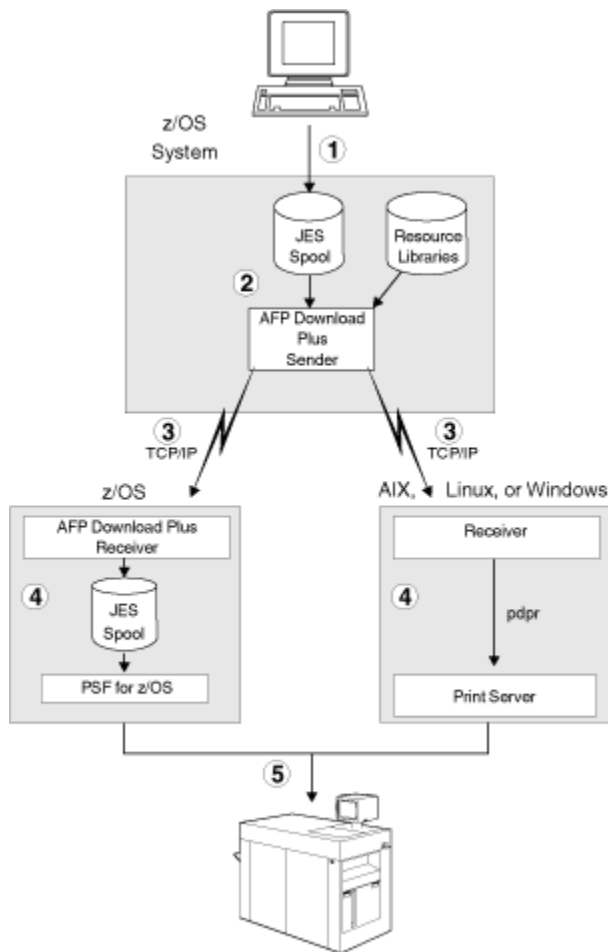 z/OS
System
1
JES
Spool
Resource
Libraries
2
AFP Download
Plus
Sender
3
TCP/IP
3
TCP/IP
z/OS
AIX, Linux, or Windows
AFP Download Plus
Receiver
4
JES
Spool
PSF for z/OS
Receiver
4
pdpr
Print Server
5